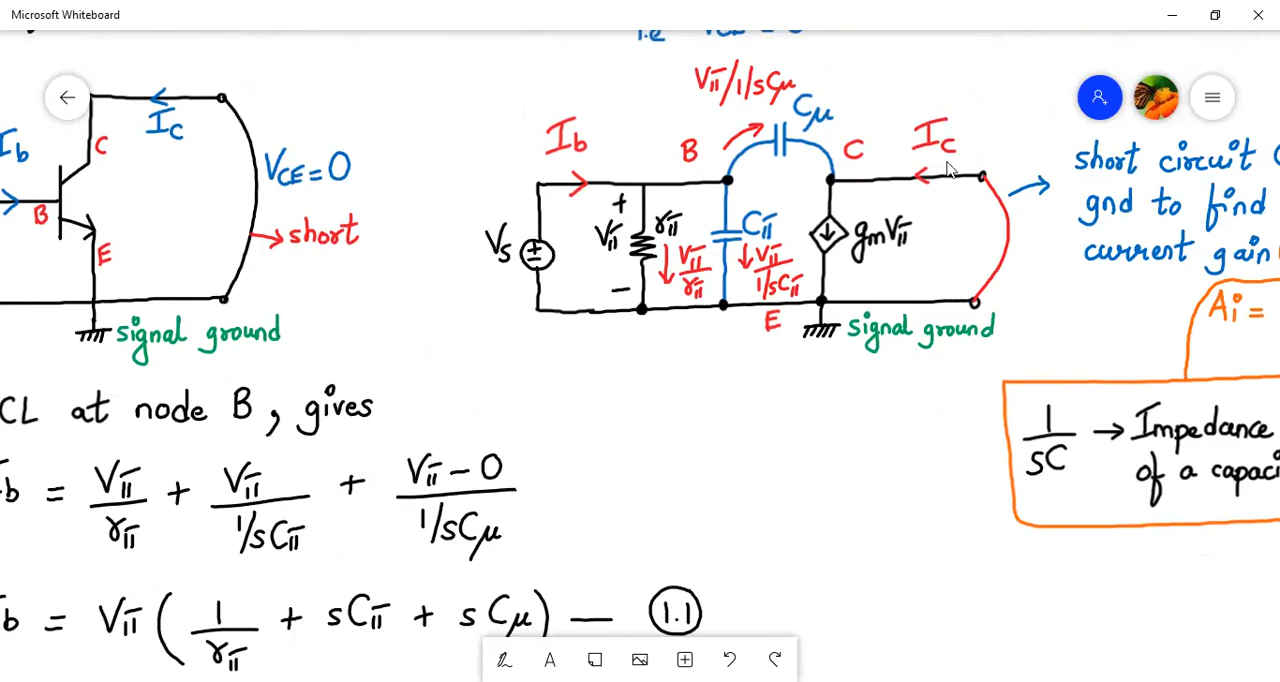 Microsoft Whiteboard
Vπ/1/sCμ
Cμ
Ib
B
C
Ic
Ic
C
Ib
B
E
VCE = 0
short
signal ground
Vs
+
Vπ
-
rπ
Vπ/rπ
Cπ
Vπ/1/sCπ
gmVπ
E
signal ground
short circuit
gnd to find
current gain
Ai =
1/sC → Impedance
of a capaci
CL at node B, gives
b = Vπ/rπ + Vπ/1/sCπ + Vπ - 0/1/sCμ
b = Vπ ( 1/rπ + sCπ + sCμ ) — 1.1
A